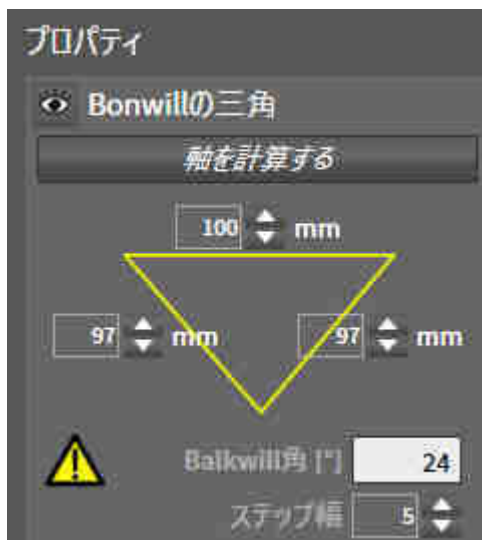 プロパティ
Bonwillの三角
軸を計算する
100 mm
97 mm 97 mm
Balkwill角 [°] 24
ステップ幅 5